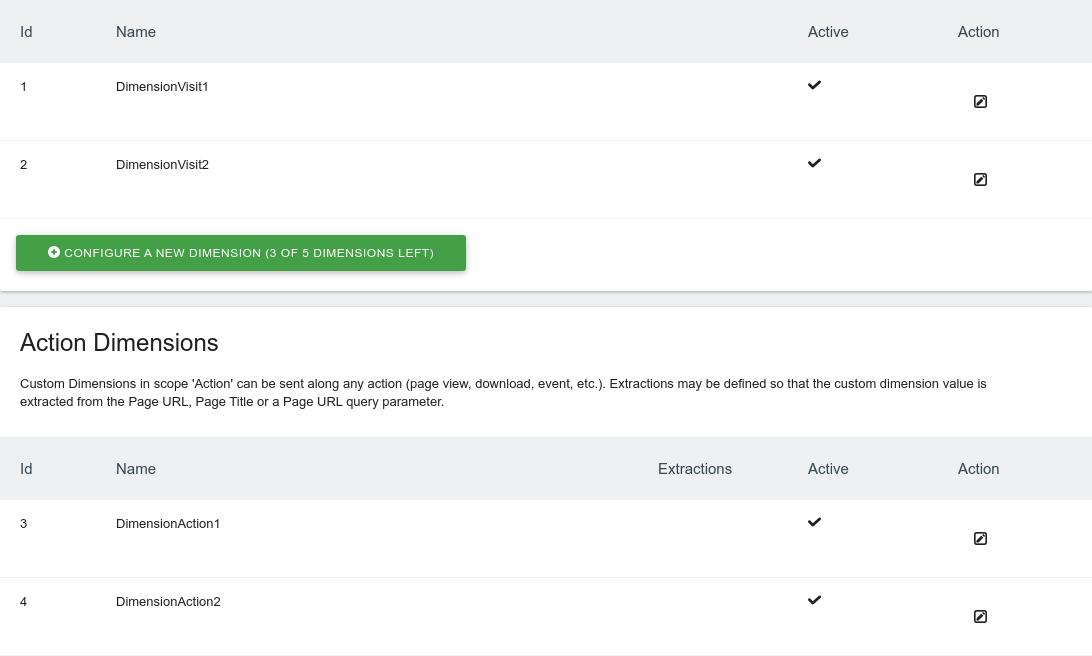 Id Name Active Action
1 DimensionVisit1
2 DimensionVisit2
CONFIGURE A NEW DIMENSION (3 OF 5 DIMENSIONS LEFT)
Action Dimensions
Custom Dimensions in scope 'Action' can be sent along any action (page view, download, event, etc.). Extractions may be defined so that the custom dimension value is
extracted from the Page URL, Page Title or a Page URL query parameter.
Id Name Extractions Active Action
3 DimensionAction1
4 DimensionAction2